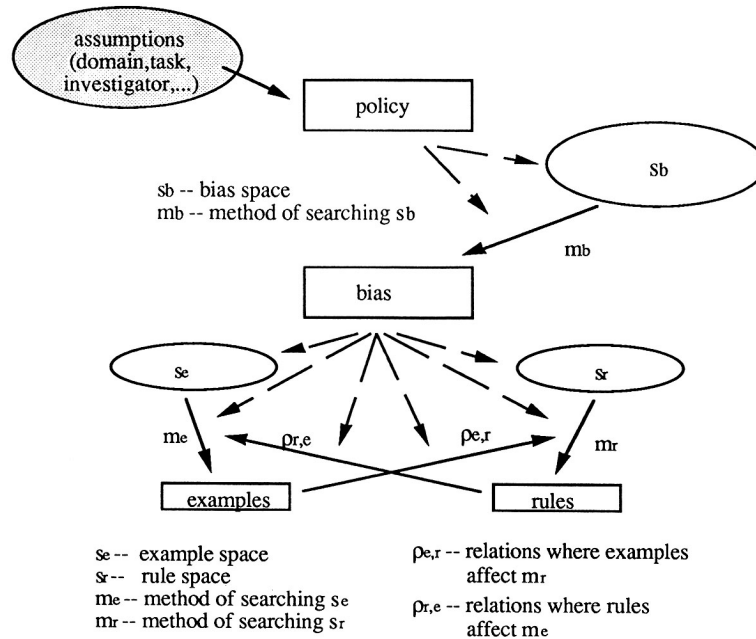 assumptions
(domain,task,
investigator,...)
policy
sb
sb -- bias space
mb -- method of searching sb
mb
bias
se
sr
me
ρr,e
ρe,r
mr
examples
rules
se -- example space
sr -- rule space
me -- method of searching se
mr -- method of searching sr
ρe,r -- relations where examples
affect mr
ρr,e -- relations where rules
affect me